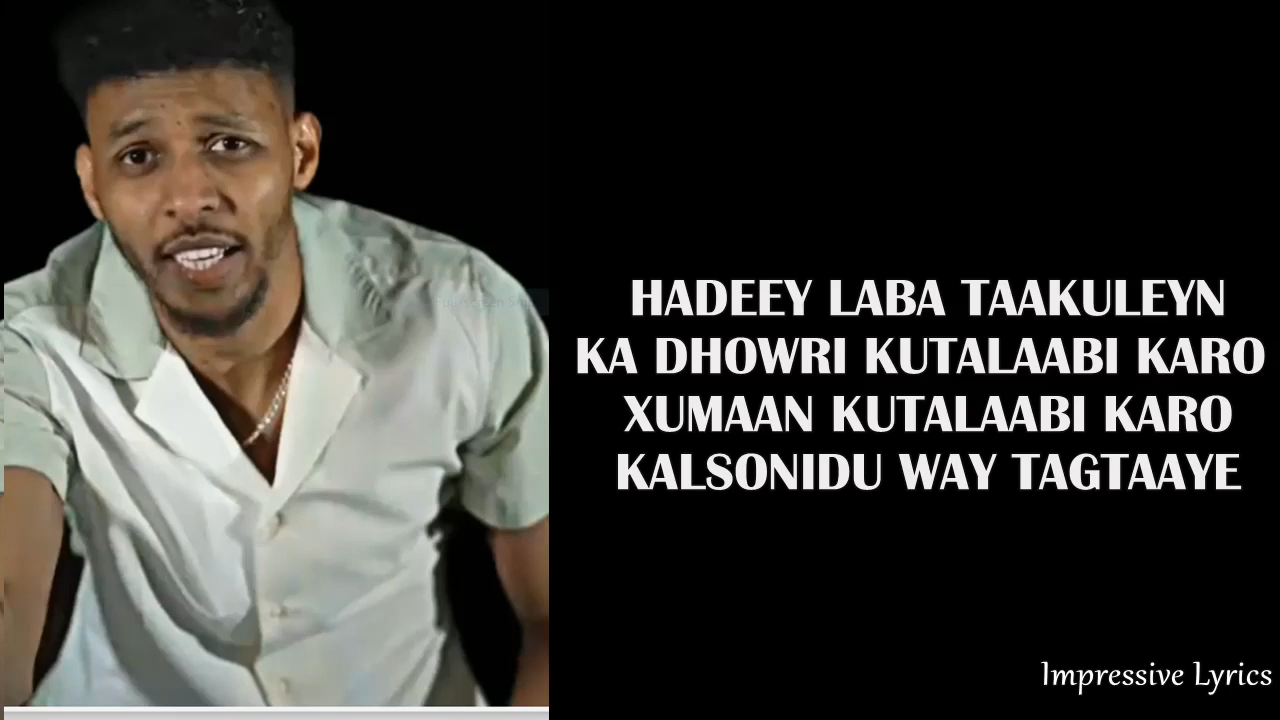 HADEEY LABA TAAKULEYN
KA DHOWRI KUTALAABI KARO
XUMAAN KUTALAABI KARO
KALSONIDU WAY TAGTAAYE
Impressive Lyrics